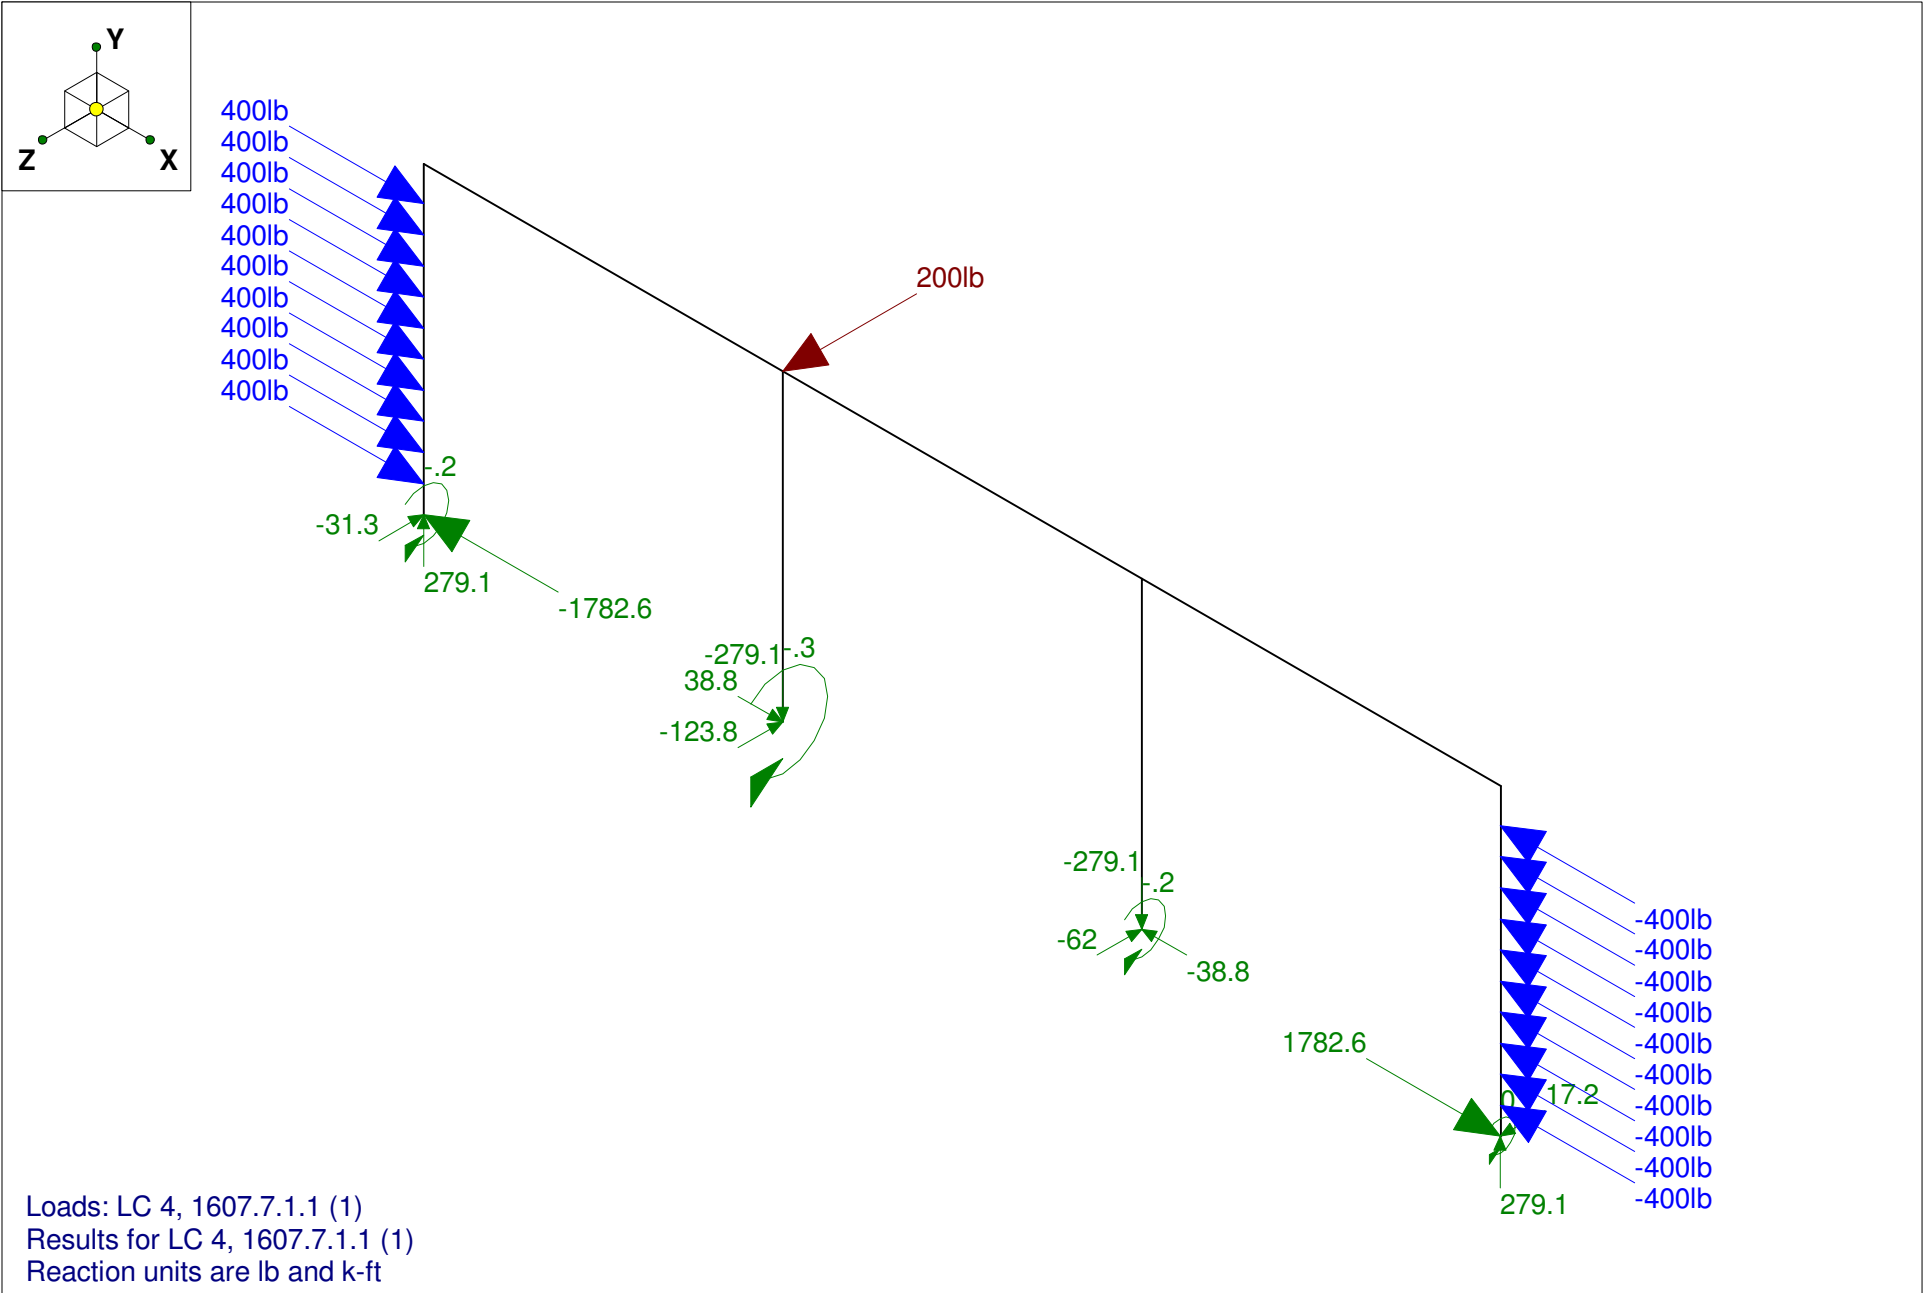 Y
Z
X
400lb
400lb
400lb
400lb
400lb
400lb
400lb
400lb
400lb
400lb
200lb
-.2
-31.3
279.1
-1782.6
-279.1
-.3
38.8
-123.8
-279.1
-.2
-62
-38.8
1782.6
0
17.2
279.1
-400lb
-400lb
-400lb
-400lb
-400lb
-400lb
-400lb
-400lb
-400lb
-400lb
Loads: LC 4, 1607.7.1.1 (1)
Results for LC 4, 1607.7.1.1 (1)
Reaction units are lb and k-ft